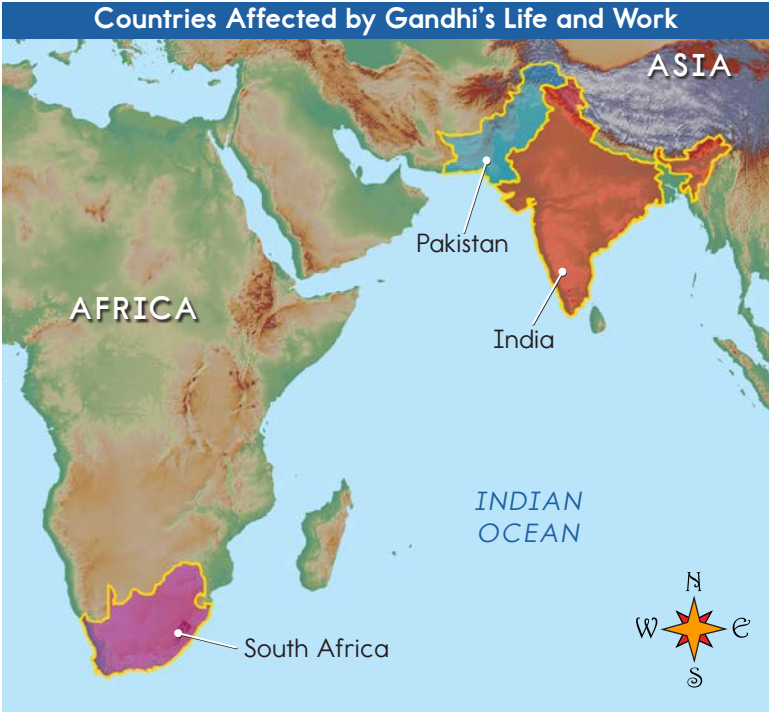 Countries Affected by Gandhi's Life and Work
ASIA
Pakistan
AFRICA
India
INDIAN
OCEAN
N
W
E
S
South Africa